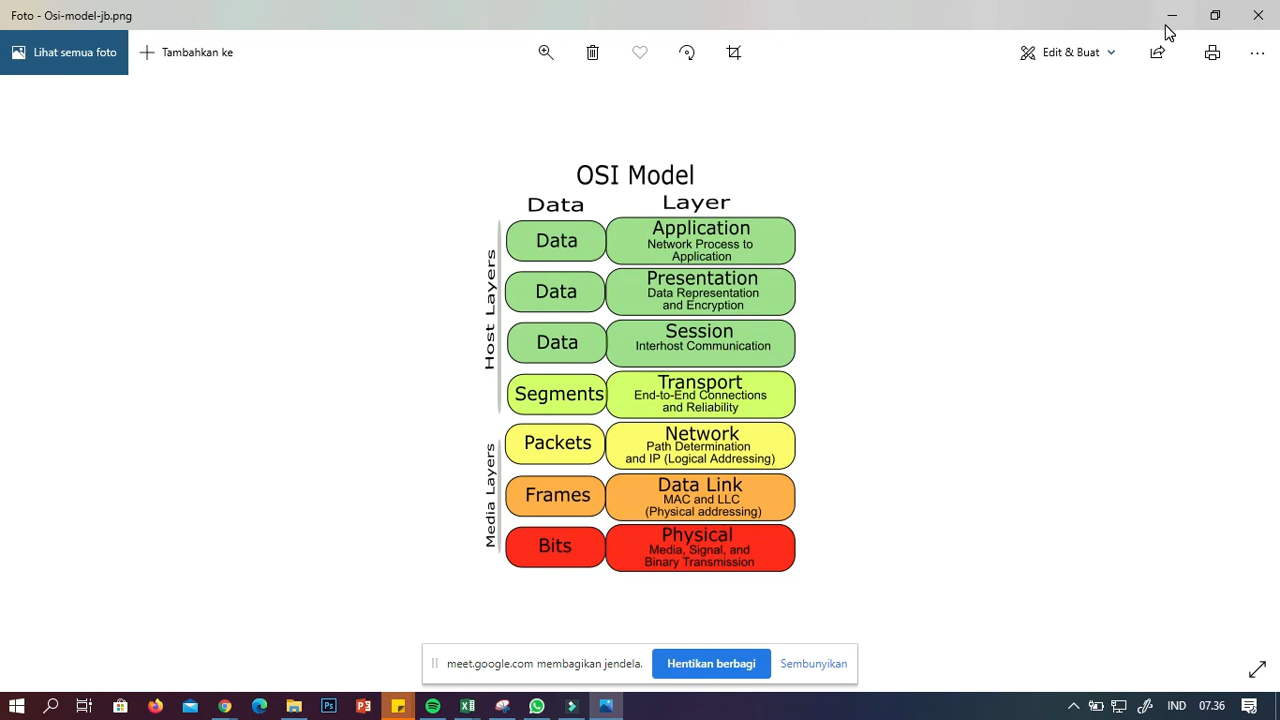 Foto - Osi-model-jb.png
Lihat semua foto
Tambahkan ke
Edit & Buat
OSI Model
Data
Layer
Host Layers
Data
Application
Network Process to
Application
Data
Presentation
Data Representation
and Encryption
Data
Session
Interhost Communication
Segments
Transport
End-to-End Connections
and Reliability
Media Layers
Packets
Network
Path Determination
and IP (Logical Addressing)
Frames
Data Link
MAC and LLC
(Physical addressing)
Bits
Physical
Media, Signal, and
Binary Transmission
meet.google.com membagikan jendela.
Hentikan berbagi
Sembunyikan
IND
07.36